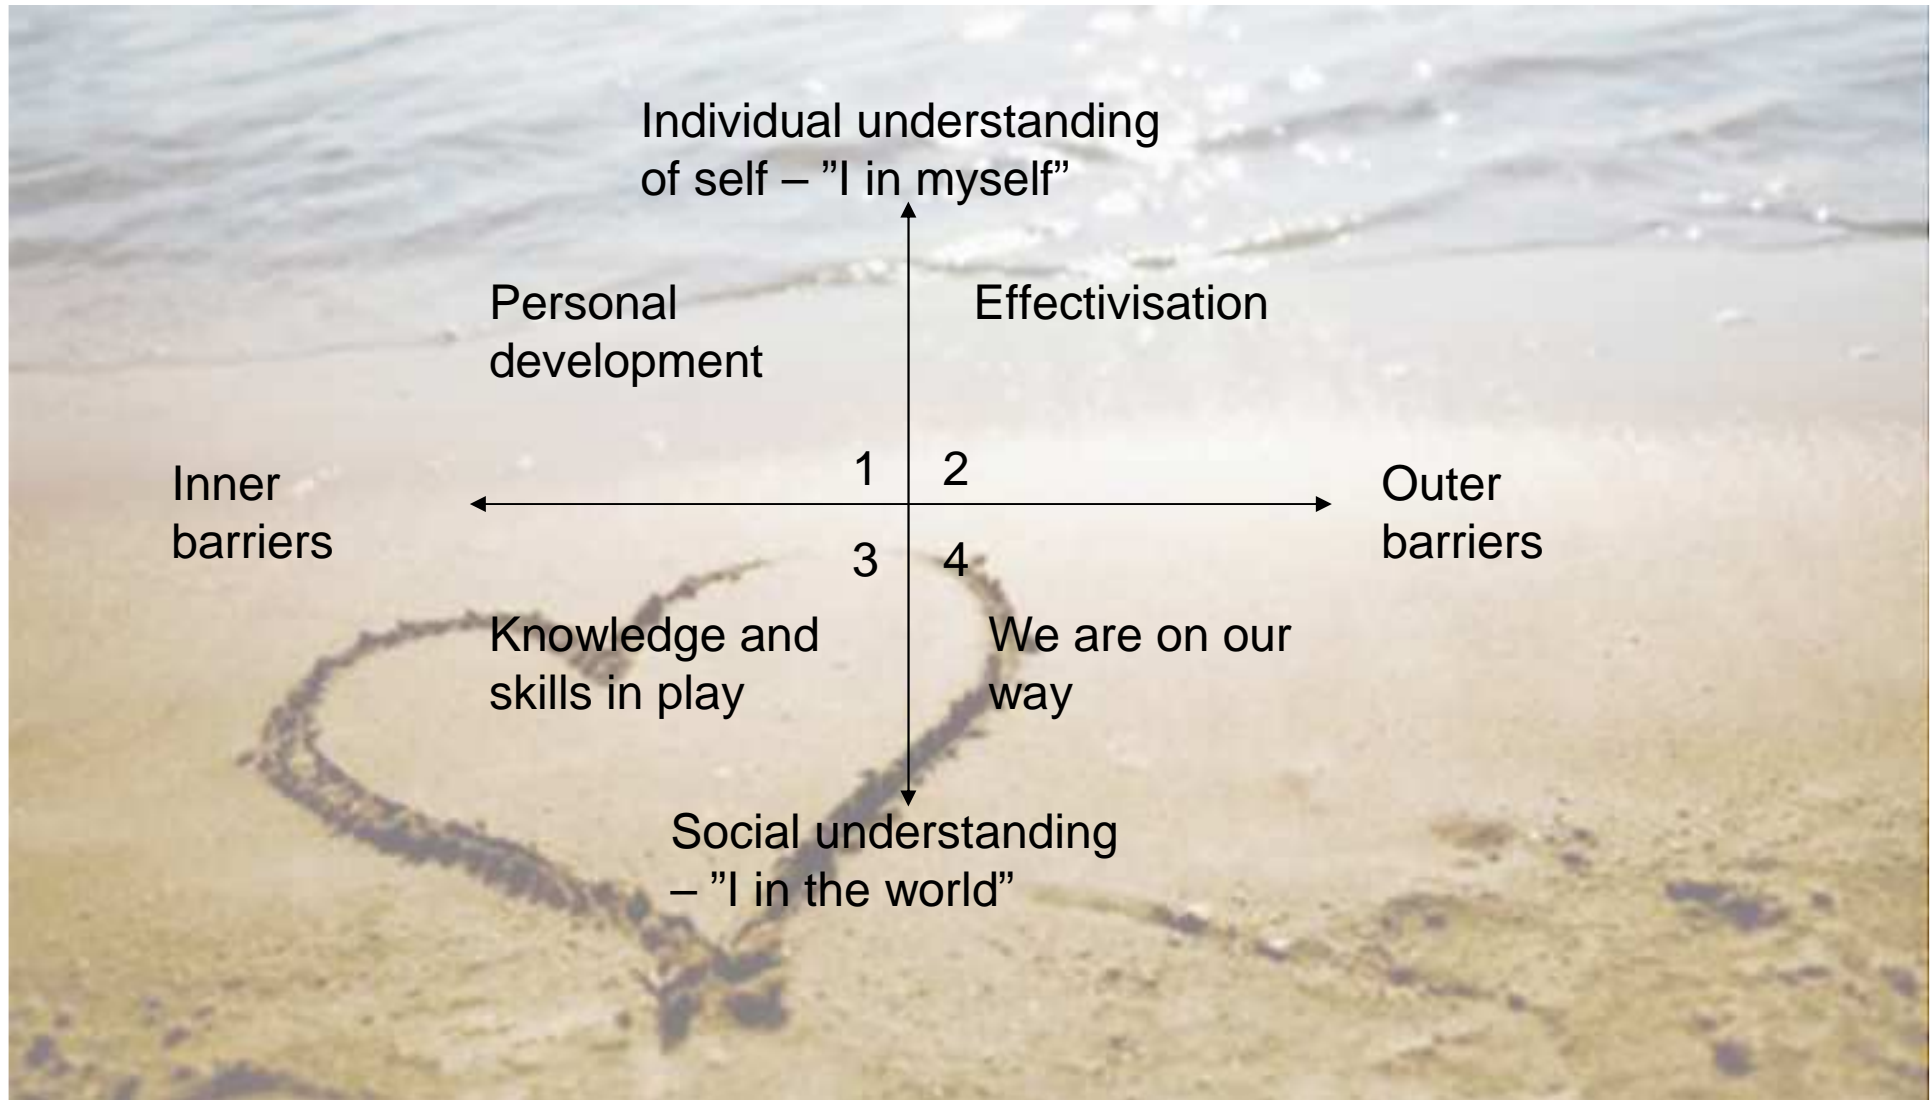 Individual understanding
of self – ”I in myself”
Personal
development
Effectivisation
1
2
Inner
barriers
Outer
barriers
3
4
Knowledge and
skills in play
We are on our
way
Social understanding
– ”I in the world”